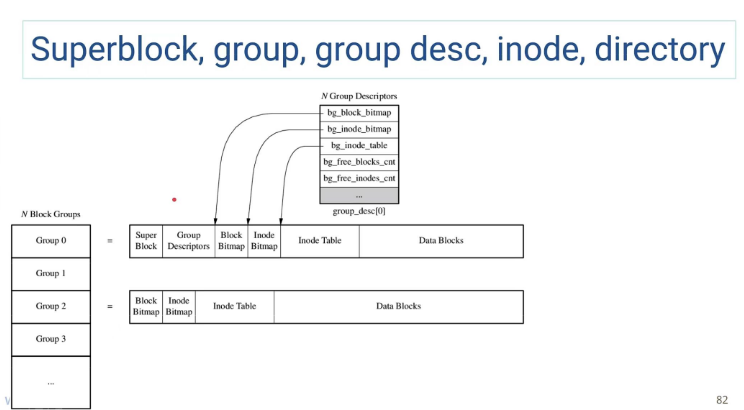 Superblock, group, group desc, inode, directory
N Group Descriptors
bg_block_bitmap
bg_inode_bitmap
bg_inode_table
bg_free_blocks_cnt
bg_free_inodes_cnt
...
group_desc[0]
N Block Groups
Group 0
=
Super
Block
Group
Descriptors
Block
Bitmap
Inode
Bitmap
Inode Table
Data Blocks
Group 1
Group 2
=
Block
Bitmap
Inode
Bitmap
Inode Table
Data Blocks
Group 3
...
82